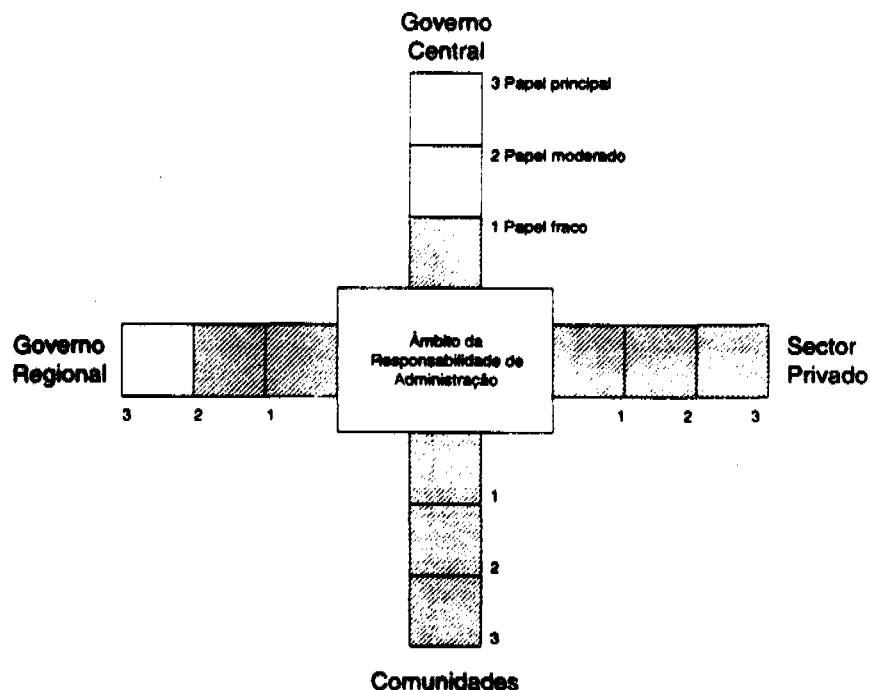 Governo
Central
3 Papel principal
2 Papel moderado
1 Papel fraco
Governo
Regional
3 2 1
Âmbito da
Responsabilidade de
Administração
Sector
Privado
1 2 3
1
2
3
Comunidades